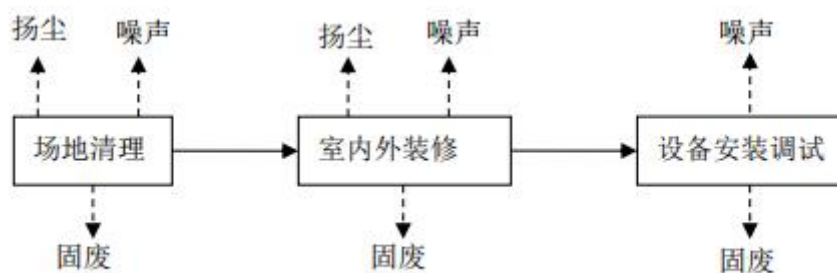 扬尘 噪声 扬尘 噪声 噪声
场地清理 室内外装修 设备安装调试
固废 固废 固废